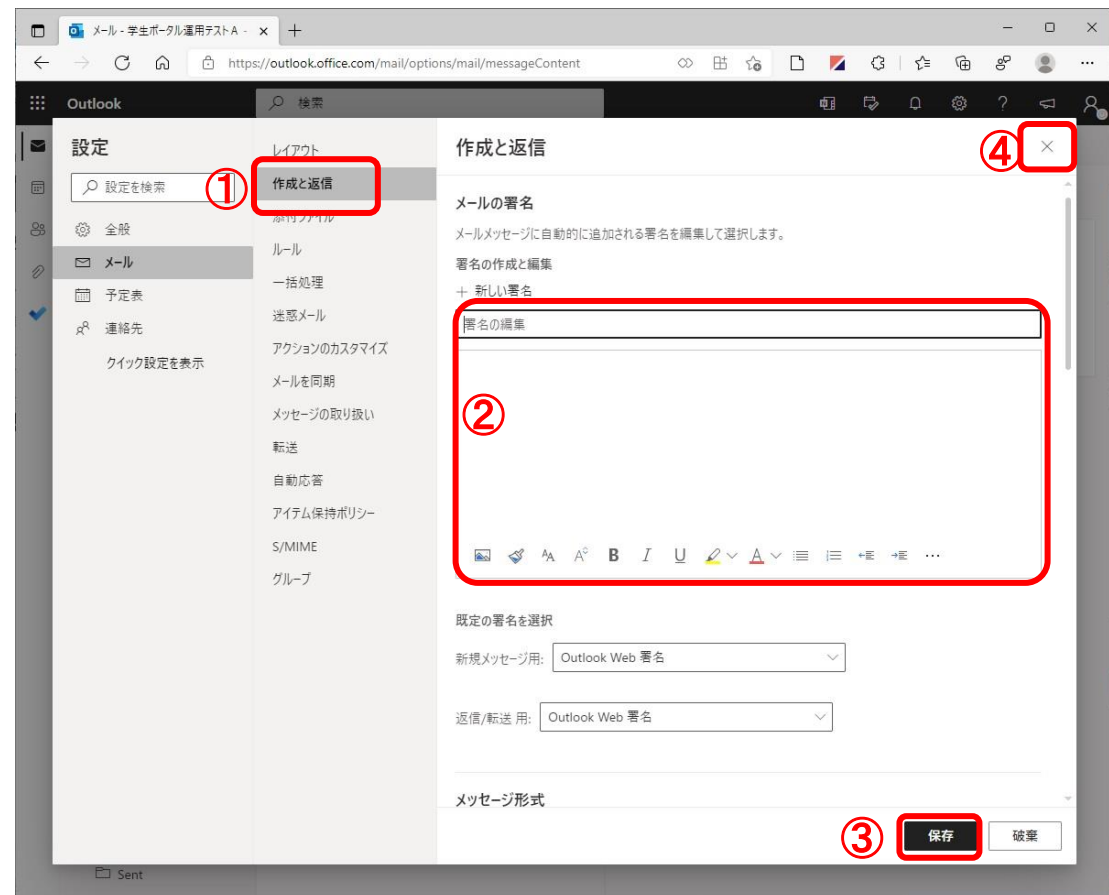 メール - 学生ポータル運用テストA -
https://outlook.office.com/mail/options/mail/messageContent
Outlook
検索
設定
設定を検索
全般
メール
予定表
連絡先
クイック設定を表示
レイアウト
①
作成と返信
添付ファイル
ルール
一括処理
迷惑メール
アクションのカスタマイズ
メールを同期
メッセージの取り扱い
転送
自動応答
アイテム保持ポリシー
S/MIME
グループ
作成と返信
④
メールの署名
メールメッセージに自動的に追加される署名を編集して選択します。
署名の作成と編集
+ 新しい署名
署名の編集
②
既定の署名を選択
新規メッセージ用: Outlook Web 署名
返信/転送 用: Outlook Web 署名
メッセージ形式
③
保存
破棄
Sent